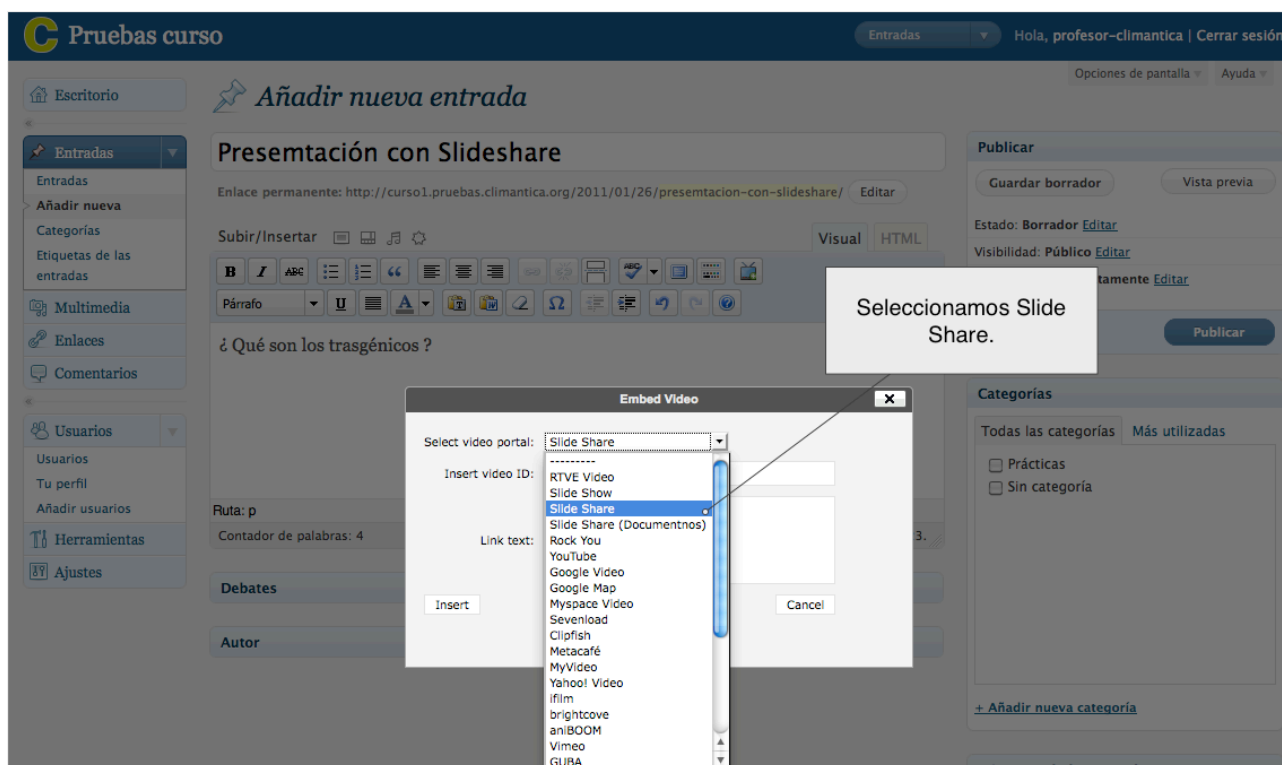 Pruebas curso
Entradas
Hola, profesor-climantica | Cerrar sesión
Opciones de pantalla
Ayuda
Escritorio
Entradas
Entradas
Añadir nueva
Categorías
Etiquetas de las
entradas
Multimedia
Enlaces
Comentarios
Usuarios
Usuarios
Tu perfil
Añadir usuarios
Herramientas
Ajustes
Añadir nueva entrada
Presemtación con Slideshare
Enlace permanente: http://curso1.pruebas.climantica.org/2011/01/26/presemtacion-con-slideshare/ Editar
Subir/Insertar
Visual HTML
B I ABC
Párrafo U A Ω
¿ Qué son los trasgénicos ?
Ruta: p
Contador de palabras: 4
3.
Debates
Autor
Seleccionamos Slide
Share.
Embed Video
Select video portal: Slide Share
Insert video ID:
Link text:
Insert
Cancel
---------
RTVE Video
Slide Show
Slide Share
Slide Share (Documentnos)
Rock You
YouTube
Google Video
Google Map
Myspace Video
Sevenload
Clipfish
Metacafé
MyVideo
Yahoo! Video
ifilm
brightcove
aniBOOM
Vimeo
GUBA
Publicar
Guardar borrador
Vista previa
Estado: Borrador Editar
Visibilidad: Público Editar
tamente Editar
Publicar
Categorías
Todas las categorías
Más utilizadas
Prácticas
Sin categoría
+ Añadir nueva categoría